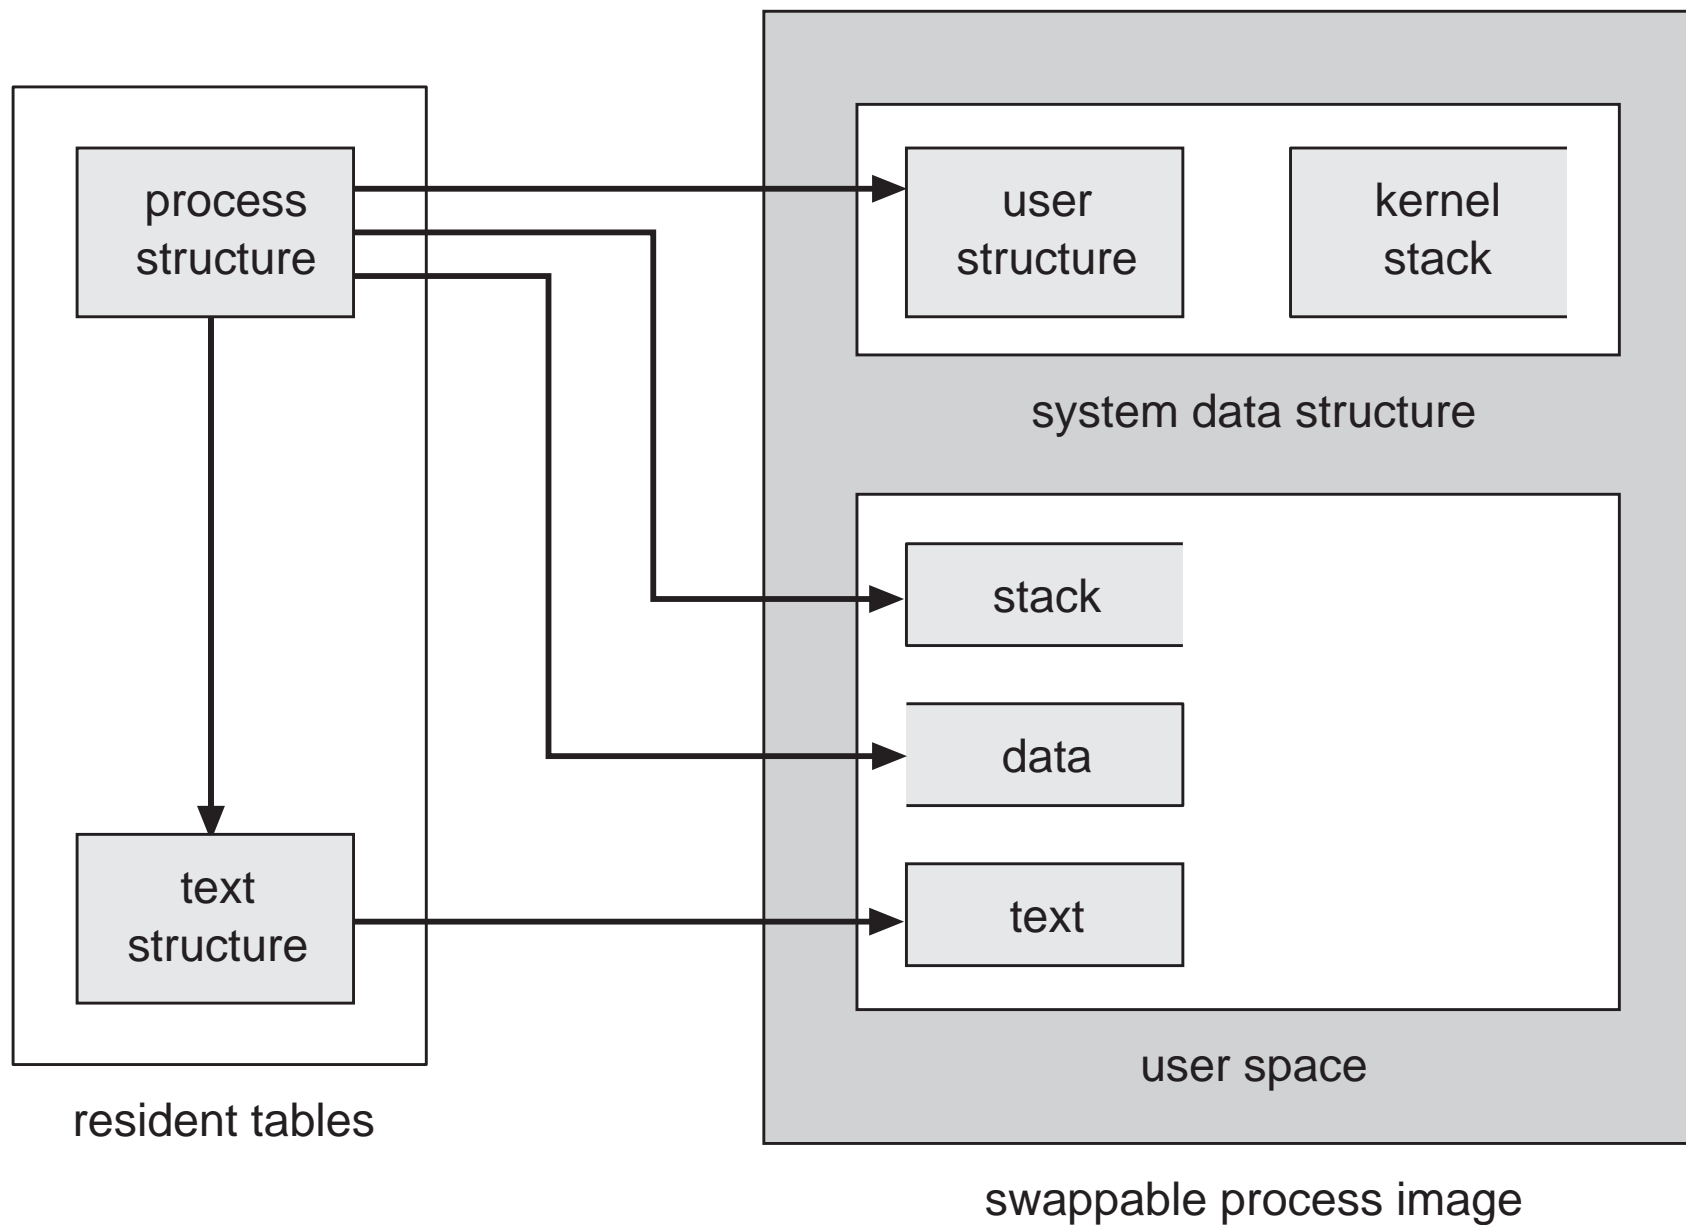 process
structure
user
structure
kernel
stack
system data structure
stack
data
text
structure
text
user space
resident tables
swappable process image